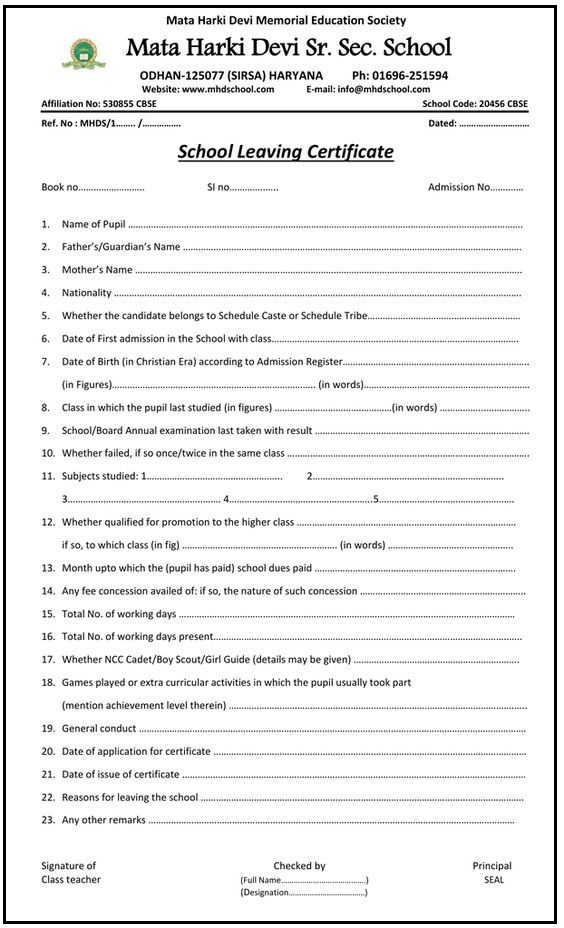 Mata Harki Devi Memorial Education Society
Mata Harki Devi Sr. Sec. School
ODHAN-125077 (SIRSA) HARYANA Ph: 01696-251594
Website: www.mhdschool.com E-mail: info@mhdschool.com
Affiliation No: 530855 CBSE School Code: 20456 CBSE
Ref. No : MHDS/1…….. /…………… Dated: ………………………
School Leaving Certificate
Book no…………………….. SI no………………. Admission No…………
1. Name of Pupil ……………………………………………………………………
2. Father’s/Guardian’s Name ……………………………………………………………
3. Mother’s Name ……………………………………………………………………
4. Nationality ……………………………………………………………………
5. Whether the candidate belongs to Schedule Caste or Schedule Tribe……………………………………
6. Date of First admission in the School with class……………………………………………………
7. Date of Birth (in Christian Era) according to Admission Register……………………………………
(in Figures)…………………………………………………… (in words)……………………………………
8. Class in which the pupil last studied (in figures) ……………………………(in words) ……………………
9. School/Board Annual examination last taken with result ……………………………………………
10. Whether failed, if so once/twice in the same class ……………………………………………………
11. Subjects studied: 1…………………………………… 2……………………………………………
3……………………………………… 4……………………………………5……………………………………
12. Whether qualified for promotion to the higher class ……………………………………………
if so, to which class (in fig) ……………………………………… (in words) ………………………………
13. Month upto which the (pupil has paid) school dues paid ……………………………………………
14. Any fee concession availed of: if so, the nature of such concession ……………………………………
15. Total No. of working days ……………………………………………………………………
16. Total No. of working days present……………………………………………………………
17. Whether NCC Cadet/Boy Scout/Girl Guide (details may be given) ……………………………………
18. Games played or extra curricular activities in which the pupil usually took part
(mention achievement level therein) ……………………………………………………………
19. General conduct ……………………………………………………………………
20. Date of application for certificate ……………………………………………………………
21. Date of issue of certificate ……………………………………………………………………
22. Reasons for leaving the school ……………………………………………………………
23. Any other remarks ……………………………………………………………………
Signature of Checked by Principal
Class teacher (Full Name………………………………) SEAL
(Designation……………………………)